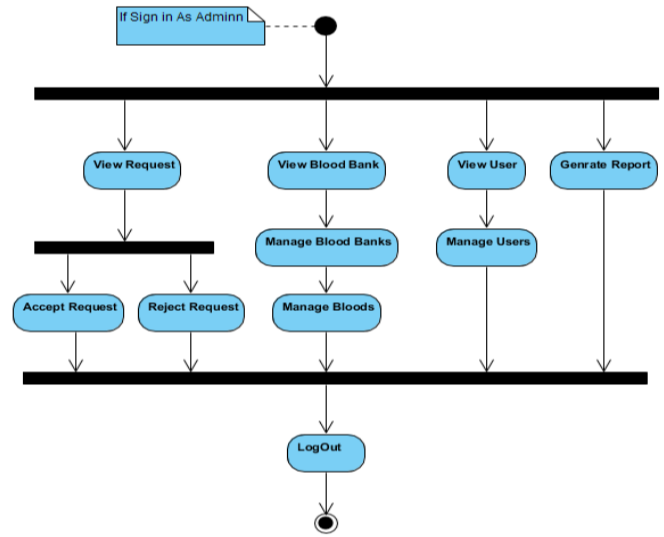 If Sign in As Adminn
View Request
View Blood Bank
View User
Genrate Report
Manage Blood Banks
Manage Users
Accept Request
Reject Request
Manage Bloods
LogOut